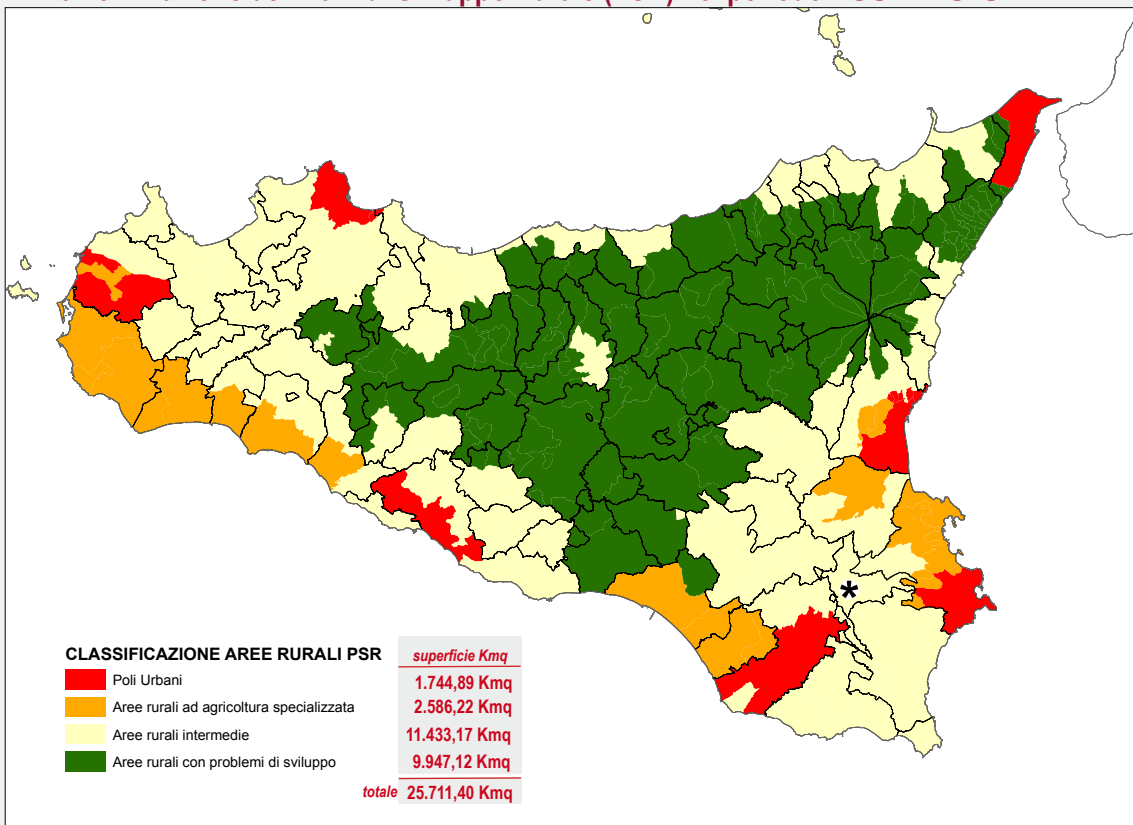 CLASSIFICAZIONE AREE RURALI PSR
superficie Kmq
Poli Urbani 1.744,89 Kmq
Aree rurali ad agricoltura specializzata 2.586,22 Kmq
Aree rurali intermedie 11.433,17 Kmq
Aree rurali con problemi di sviluppo 9.947,12 Kmq
totale 25.711,40 Kmq
*